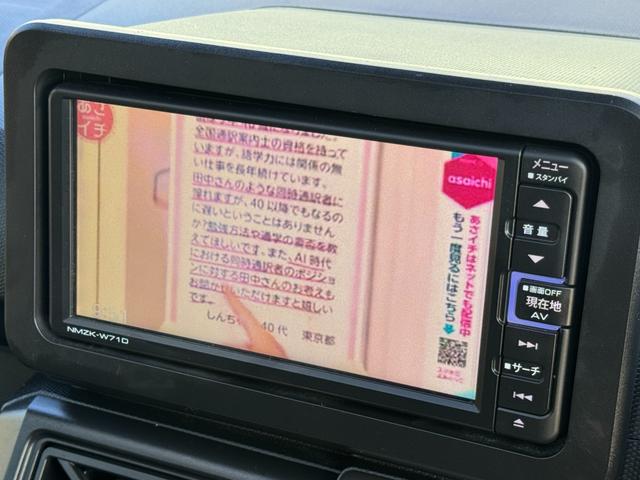 あさ
イチ
全国通訳案内士の資格を持って
いますが、語学力には関係の無
い仕事を長年続けています。
田中さんのような同時通訳者に
憧れますが、40以降でもなるの
に遅いということはありません
か?勉強方法や通学の要否を教
えてほしいです。また、AI時代
における同時通訳者のポジショ
ンに対する田中さんのお考えも
お聞かせいただけますと嬉しい
です。
しんち 40代 東京都
asaichi
あさイチはネットでも配信中
もう一度見るにはこちら
NMZK-W71D
メニュー
■スタンバイ
音量
■画面OFF
現在地
AV
■サーチ